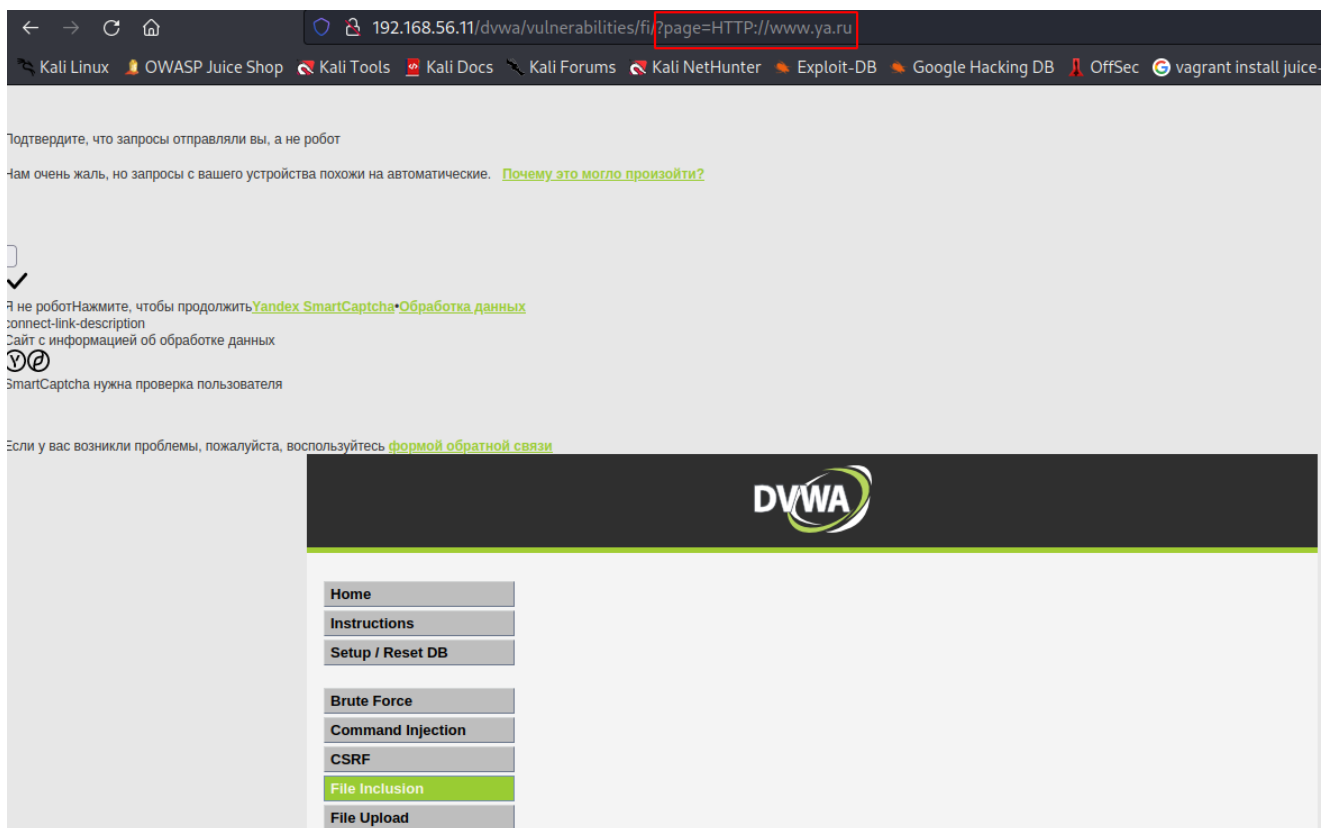 192.168.56.11/dvwa/vulnerabilities/fi/?page=HTTP://www.ya.ru
Kali Linux OWASP Juice Shop Kali Tools Kali Docs Kali Forums Kali NetHunter Exploit-DB Google Hacking DB OffSec vagrant install juice-
Подтвердите, что запросы отправляли вы, а не робот
Нам очень жаль, но запросы с вашего устройства похожи на автоматические. Почему это могло произойти?
Я не роботНажмите, чтобы продолжитьYandex SmartCaptcha•Обработка данных
connect-link-description
Сайт с информацией об обработке данных
SmartCaptcha нужна проверка пользователя
Если у вас возникли проблемы, пожалуйста, воспользуйтесь формой обратной связи
DVWA
Home
Instructions
Setup / Reset DB
Brute Force
Command Injection
CSRF
File Inclusion
File Upload